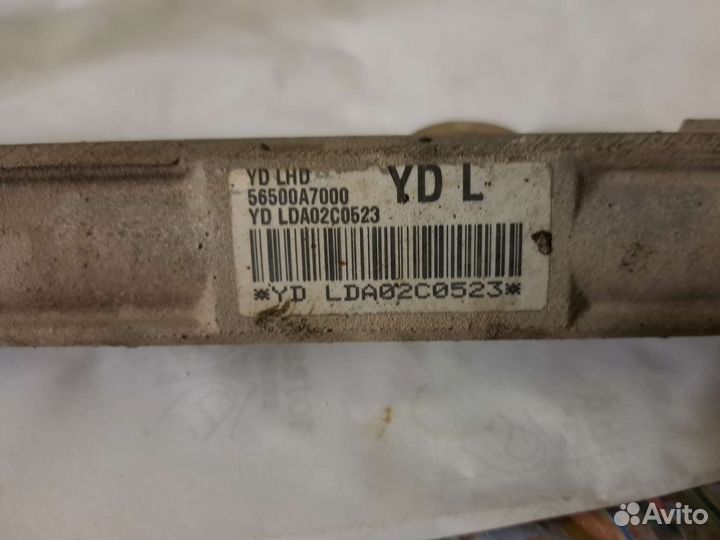 YD LHD
56500A7000
YD LDA02C0523
YD L
*YD LDA02C0523*
Avito